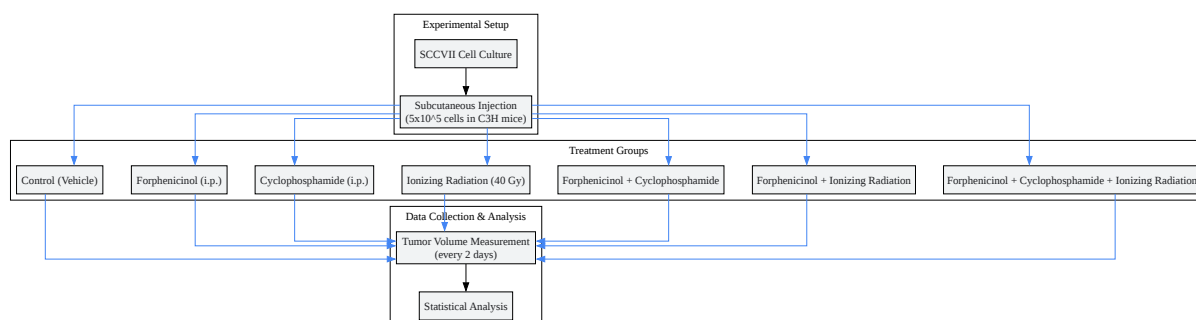 Experimental Setup
SCCVII Cell Culture
Subcutaneous Injection
(5x10^5 cells in C3H mice)
Treatment Groups
Control (Vehicle)
Forphenicinol (i.p.)
Cyclophosphamide (i.p.)
Ionizing Radiation (40 Gy)
Forphenicinol + Cyclophosphamide
Forphenicinol + Ionizing Radiation
Forphenicinol + Cyclophosphamide + Ionizing Radiation
Data Collection & Analysis
Tumor Volume Measurement
(every 2 days)
Statistical Analysis